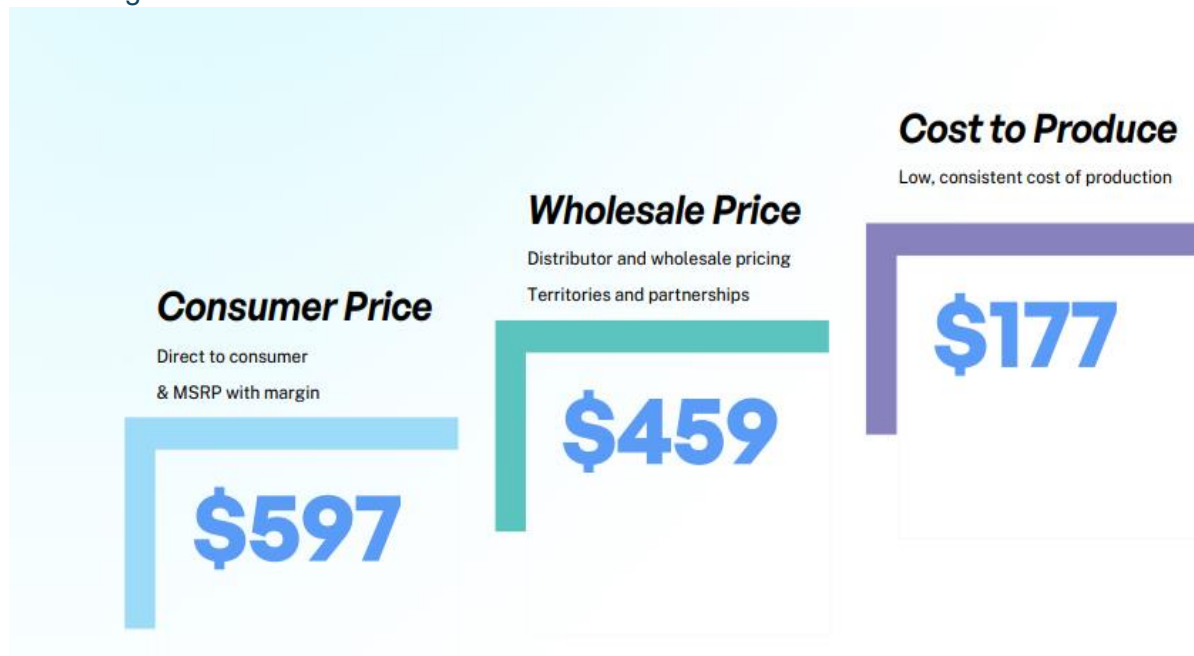 Consumer Price
Direct to consumer
& MSRP with margin
$597
Wholesale Price
Distributor and wholesale pricing
Territories and partnerships
$459
Cost to Produce
Low, consistent cost of production
$177